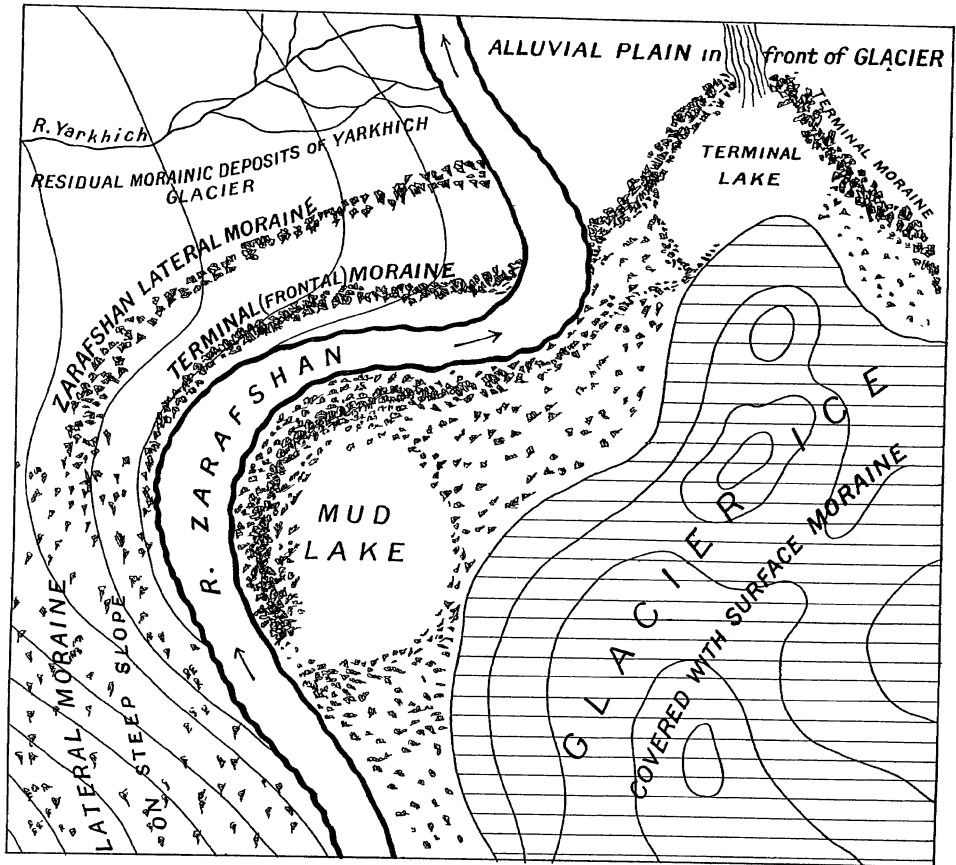 ALLUVIAL PLAIN in front of GLACIER
R. Yarkhich
RESIDUAL MORAINIC DEPOSITS OF YARKHICH
GLACIER
TERMINAL MORAINE
TERMINAL
LAKE
ZARAFSHAN LATERAL MORAINE
TERMINAL (FRONTAL) MORAINE
R. ZARAFSHAN
MUD
LAKE
GLACIER ICE
COVERED WITH SURFACE MORAINE
LATERAL MORAINE
ON STEEP SLOPE